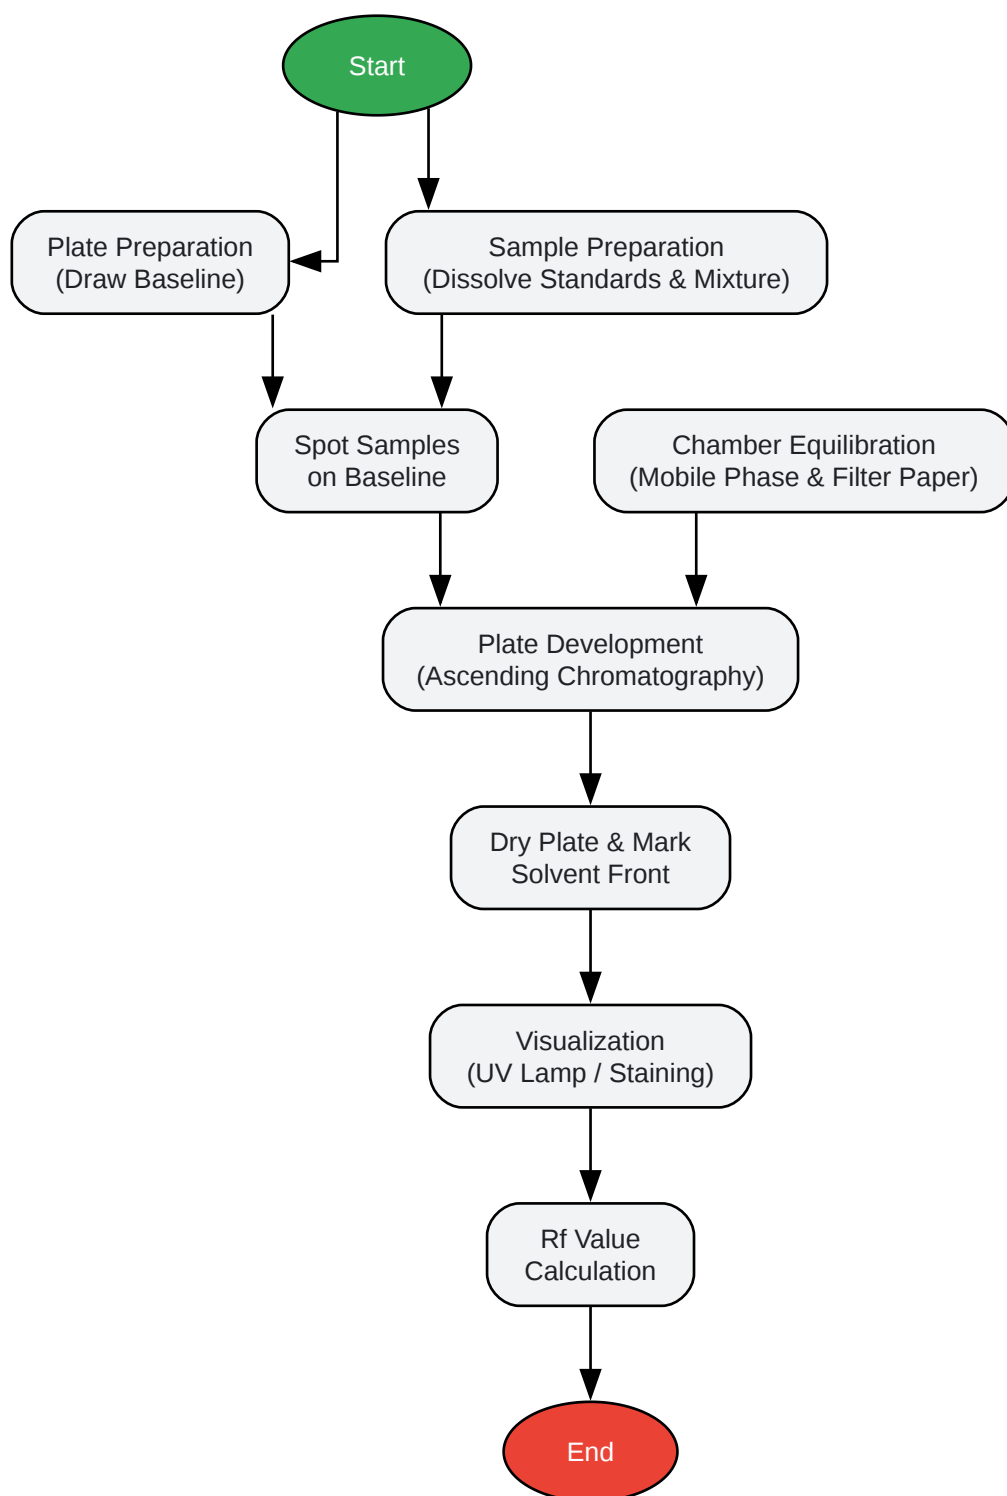 Start
Plate Preparation
(Draw Baseline)
Sample Preparation
(Dissolve Standards & Mixture)
Spot Samples
on Baseline
Chamber Equilibration
(Mobile Phase & Filter Paper)
Plate Development
(Ascending Chromatography)
Dry Plate & Mark
Solvent Front
Visualization
(UV Lamp / Staining)
Rf Value
Calculation
End